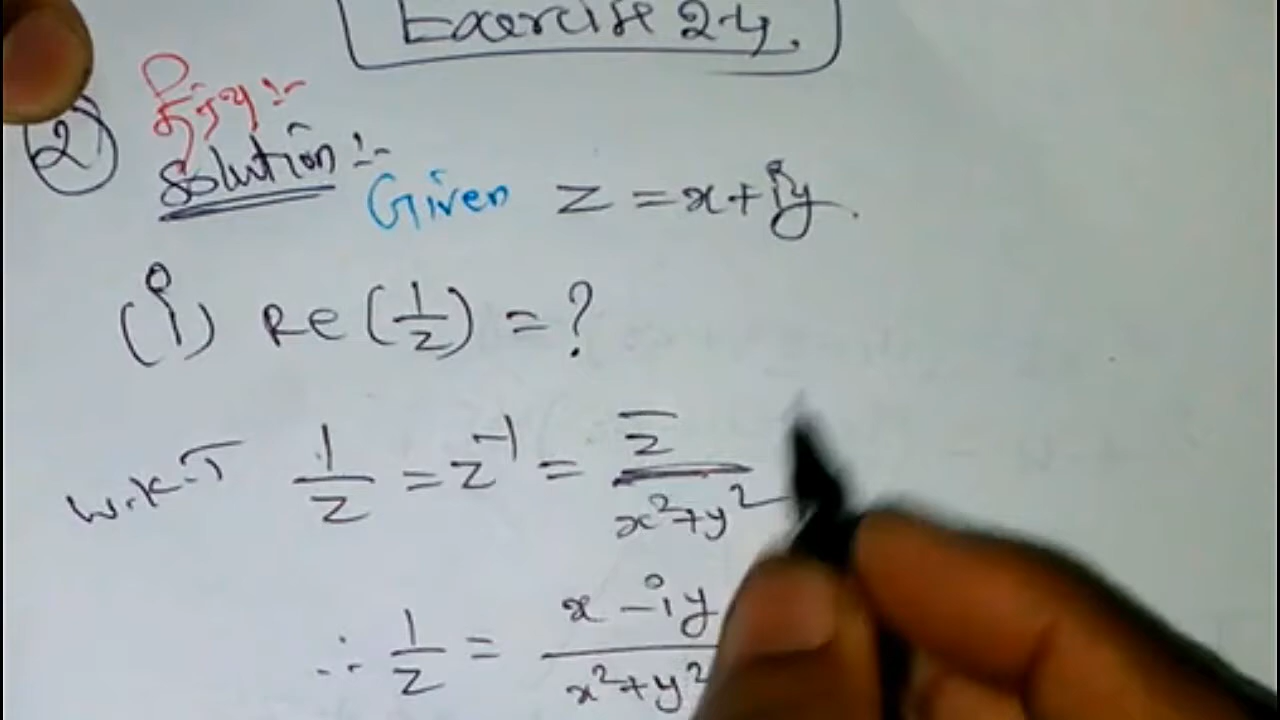 Exercise 2.4.
(2)
Solution :-
Given z = x + iy.
(i) Re(1/z) = ?
W.K.T 1/z = z⁻¹ = z̅/(x²+y²)
∴ 1/z = (x - iy)/(x²+y²)